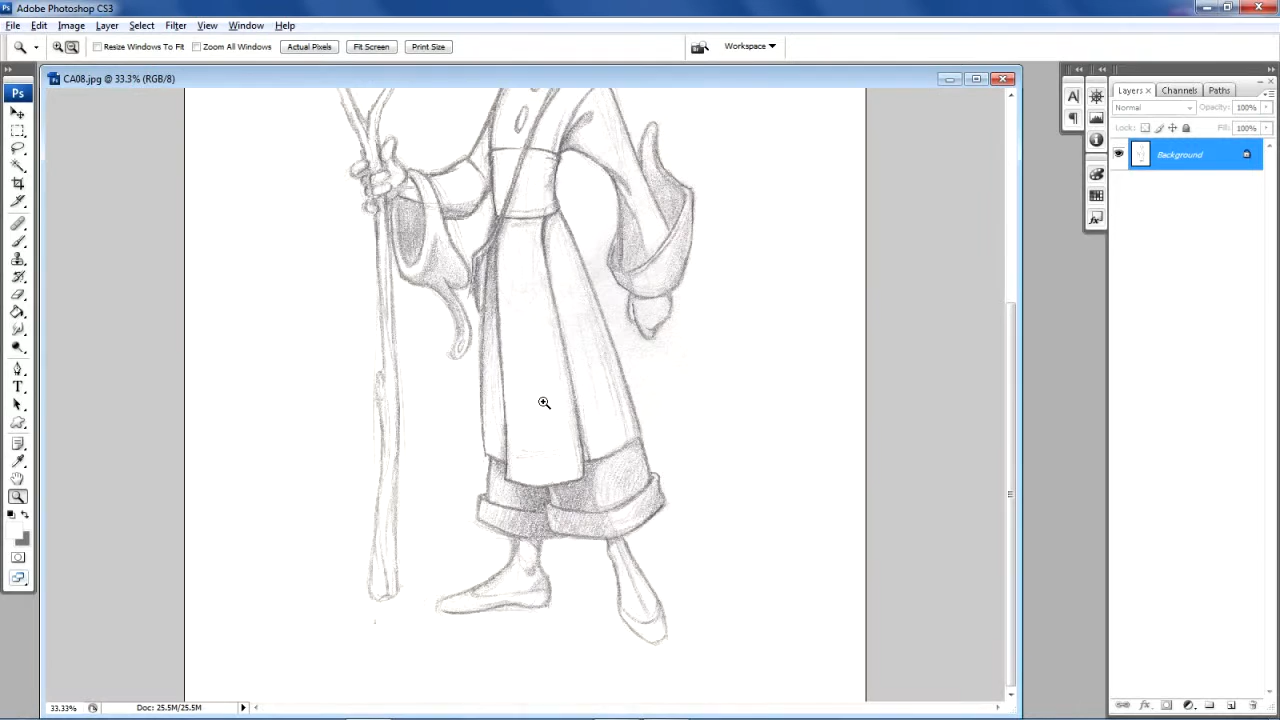 Ps Adobe Photoshop CS3
File Edit Image Layer Select Filter View Window Help
Resize Windows To Fit Zoom All Windows Actual Pixels Fit Screen Print Size Workspace
CA08.jpg @ 33.3% (RGB/8)
Ps
Layers Channels Paths
Normal Opacity: 100%
Lock: Fill: 100%
Background
33.33% Doc: 25.5M/25.5M